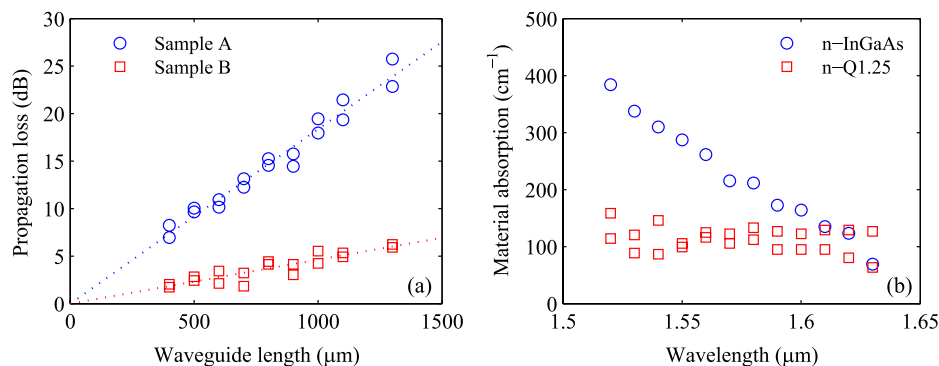 30
25
20
15
10
5
0
Propagation loss (dB)
Sample A
Sample B
(a)
0
500
1000
1500
Waveguide length (μm)
500
400
300
200
100
0
Material absorption (cm⁻¹)
n−InGaAs
n−Q1.25
(b)
1.5
1.55
1.6
1.65
Wavelength (μm)